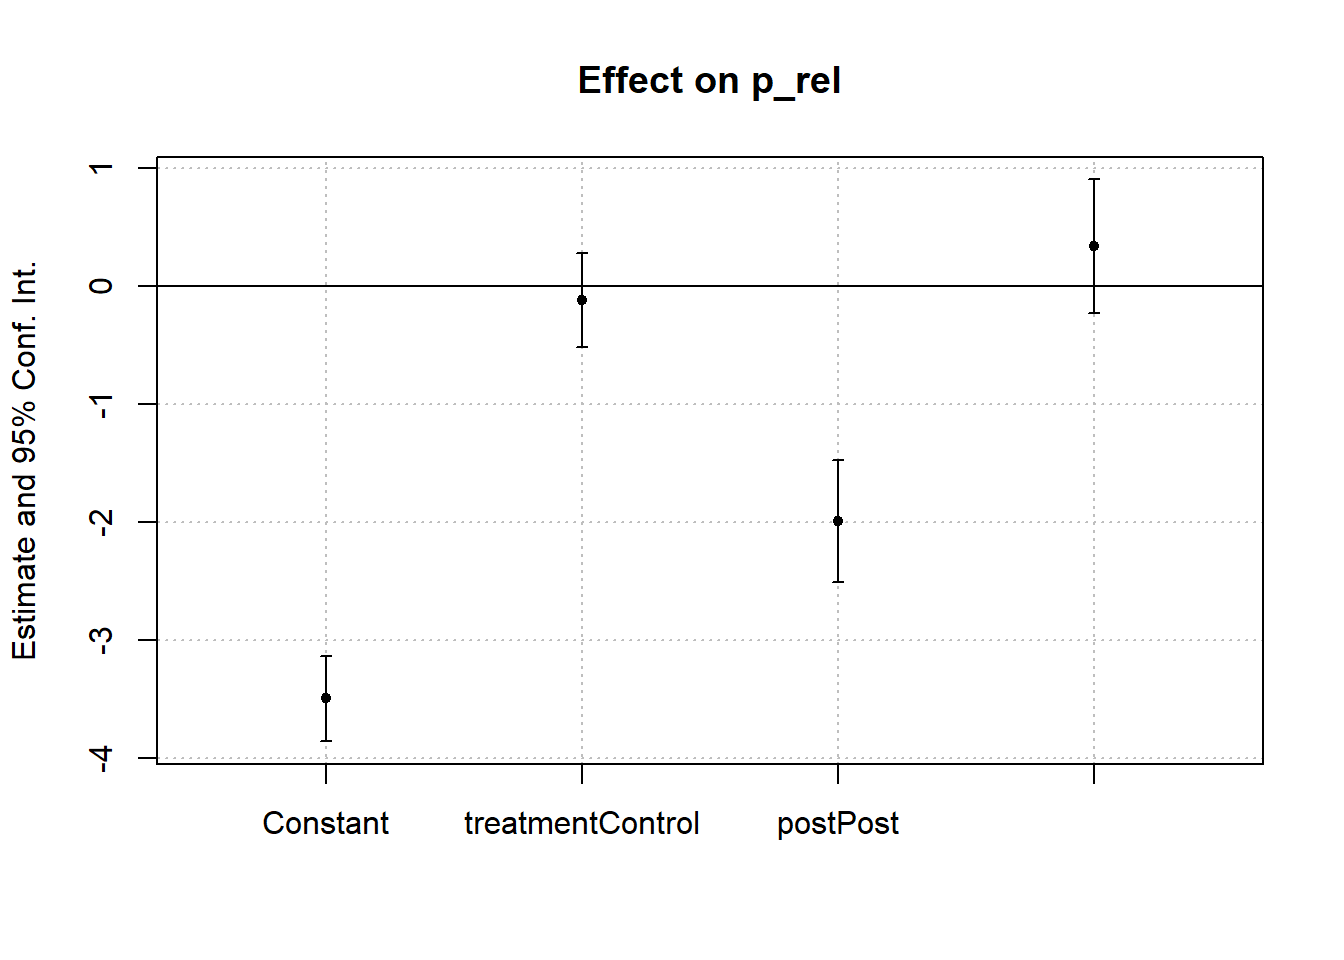 Effect on p_rel
Estimate and 95% Conf. Int.
1
0
-1
-2
-3
-4
Constant treatmentControl postPost